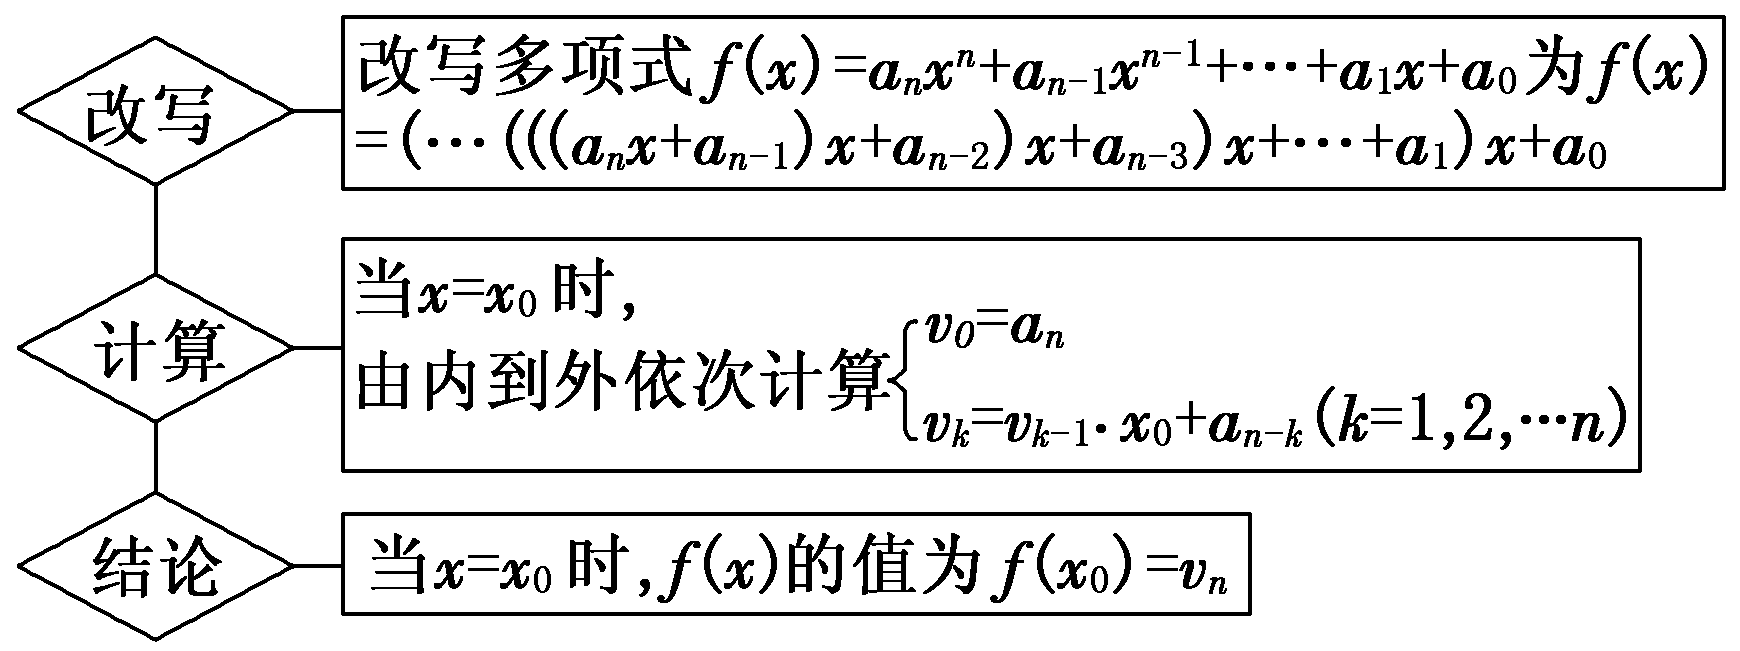 改写
改写多项式f(x)=aₙxⁿ+aₙ₋₁xⁿ⁻¹+⋯+a₁x+a₀为f(x)
=(⋯(((aₙx+aₙ₋₁)x+aₙ₋₂)x+aₙ₋₃)x+⋯+a₁)x+a₀
计算
当x=x₀时,
由内到外依次计算
v₀=aₙ
vₖ=vₖ₋₁·x₀+aₙ₋ₖ(k=1,2,⋯n)
结论
当x=x₀时,f(x)的值为f(x₀)=vₙ